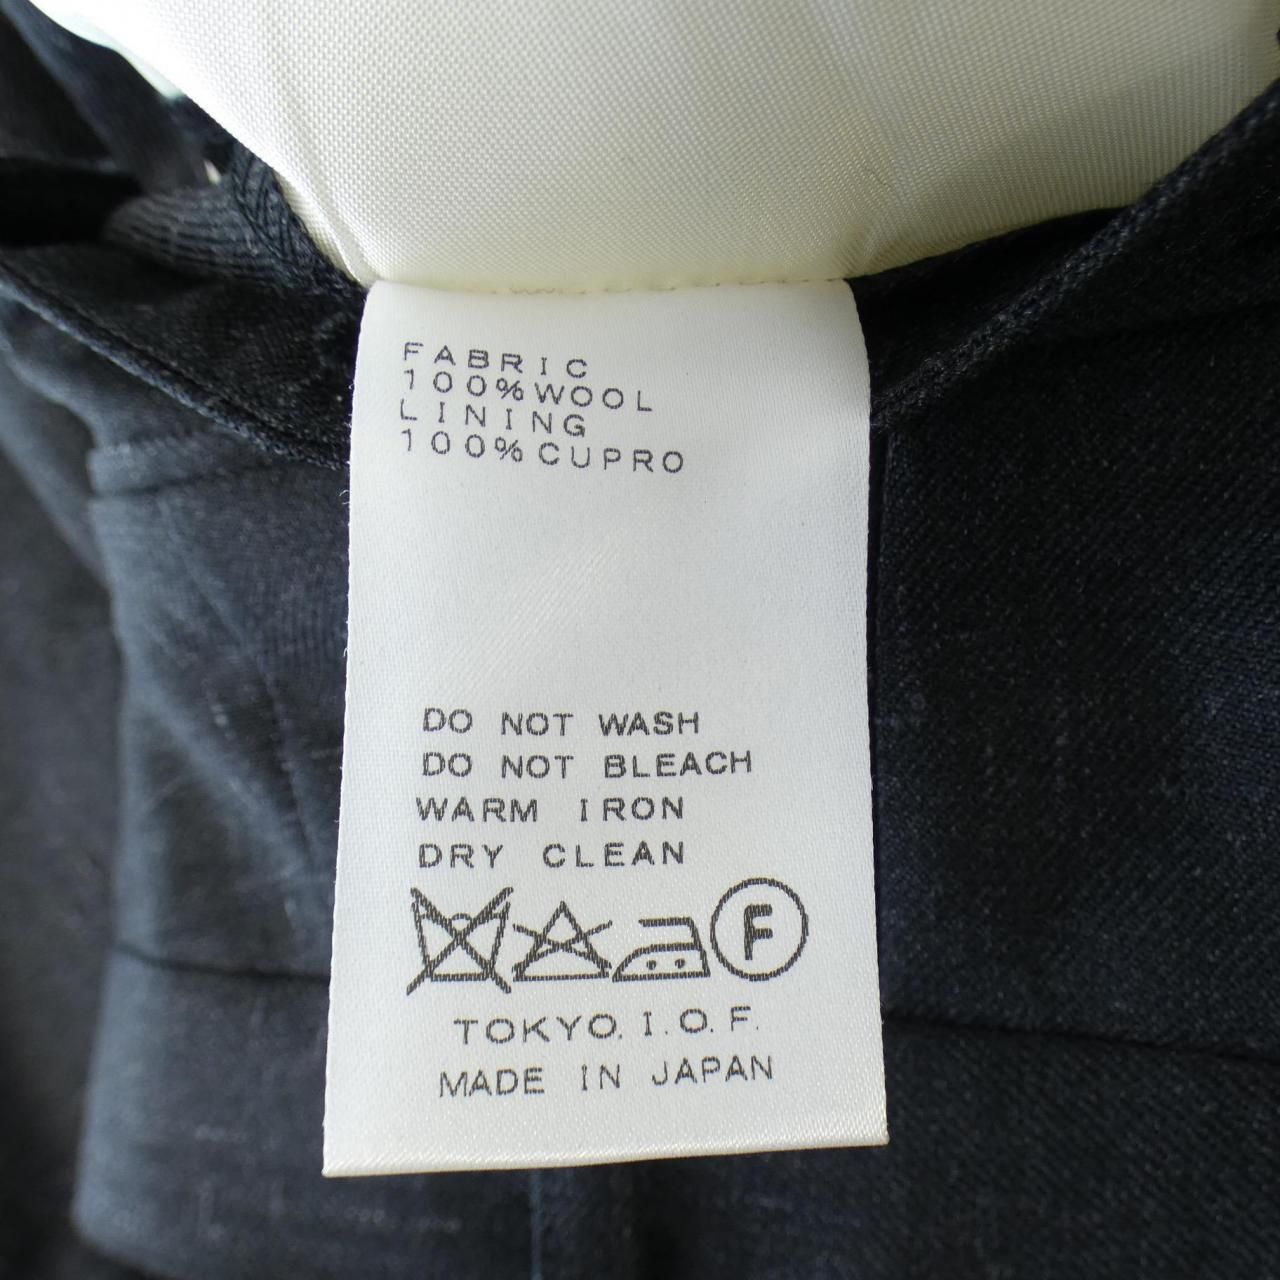 FABRIC
100%WOOL
LINING
100%CUPRO
DO NOT WASH
DO NOT BLEACH
WARM IRON
DRY CLEAN
F
TOKYO.I.O.F.
MADE IN JAPAN